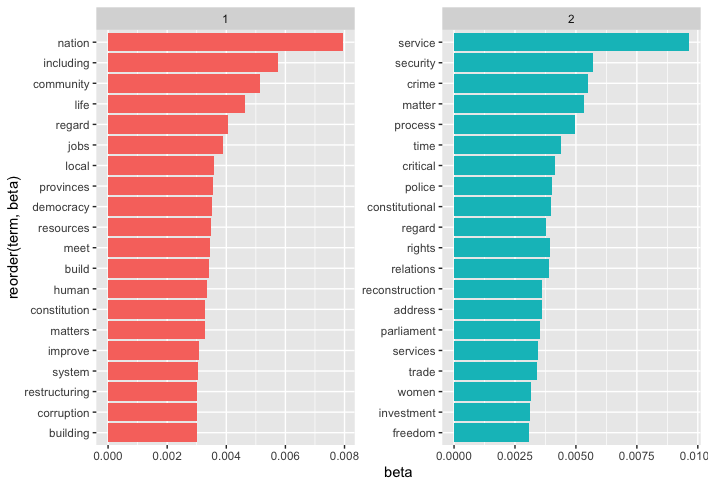 1
nation
including
community
life
regard
jobs
local
provinces
democracy
resources
meet
build
human
constitution
matters
improve
system
restructuring
corruption
building
0.000 0.002 0.004 0.006 0.008
2
service
security
crime
matter
process
time
critical
police
constitutional
regard
rights
relations
reconstruction
address
parliament
services
trade
women
investment
freedom
0.0000 0.0025 0.0050 0.0075 0.010
reorder(term, beta)
beta